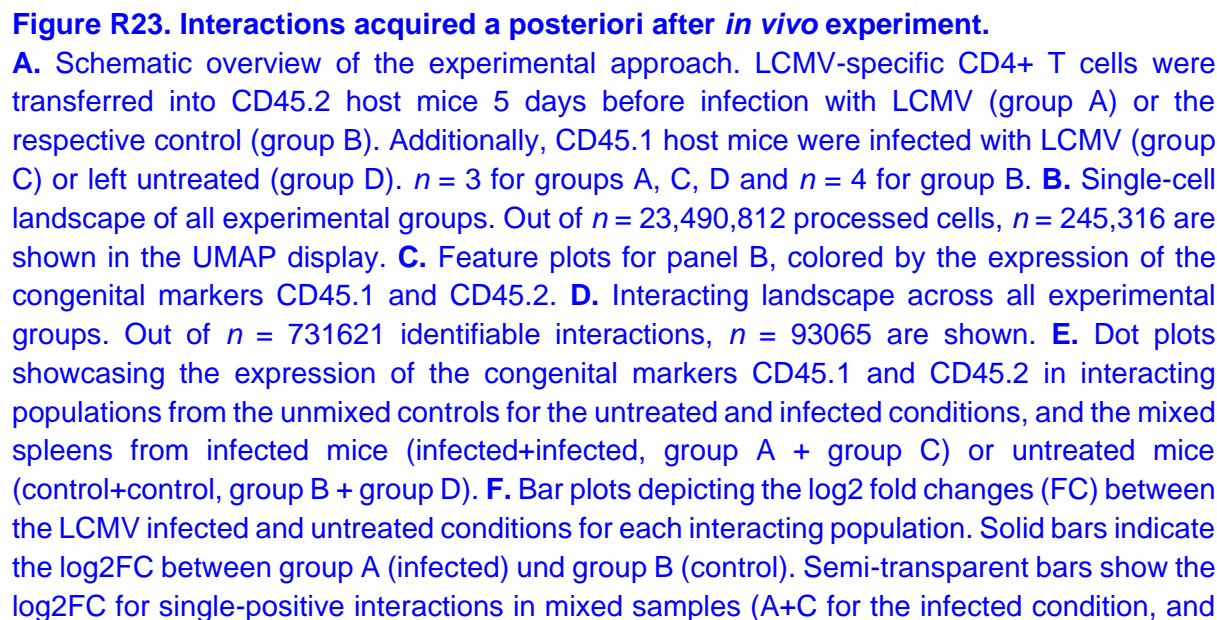 Figure R23. Interactions acquired a posteriori after in vivo experiment.
A. Schematic overview of the experimental approach. LCMV-specific CD4+ T cells were
transferred into CD45.2 host mice 5 days before infection with LCMV (group A) or the
respective control (group B). Additionally, CD45.1 host mice were infected with LCMV (group
C) or left untreated (group D). n = 3 for groups A, C, D and n = 4 for group B. B. Single-cell
landscape of all experimental groups. Out of n = 23,490,812 processed cells, n = 245,316 are
shown in the UMAP display. C. Feature plots for panel B, colored by the expression of the
congenital markers CD45.1 and CD45.2. D. Interacting landscape across all experimental
groups. Out of n = 731621 identifiable interactions, n = 93065 are shown. E. Dot plots
showcasing the expression of the congenital markers CD45.1 and CD45.2 in interacting
populations from the unmixed controls for the untreated and infected conditions, and the mixed
spleens from infected mice (infected+infected, group A + group C) or untreated mice
(control+control, group B + group D). F. Bar plots depicting the log2 fold changes (FC) between
the LCMV infected and untreated conditions for each interacting population. Solid bars indicate
the log2FC between group A (infected) und group B (control). Semi-transparent bars show the
log2FC for single-positive interactions in mixed samples (A+C for the infected condition, and